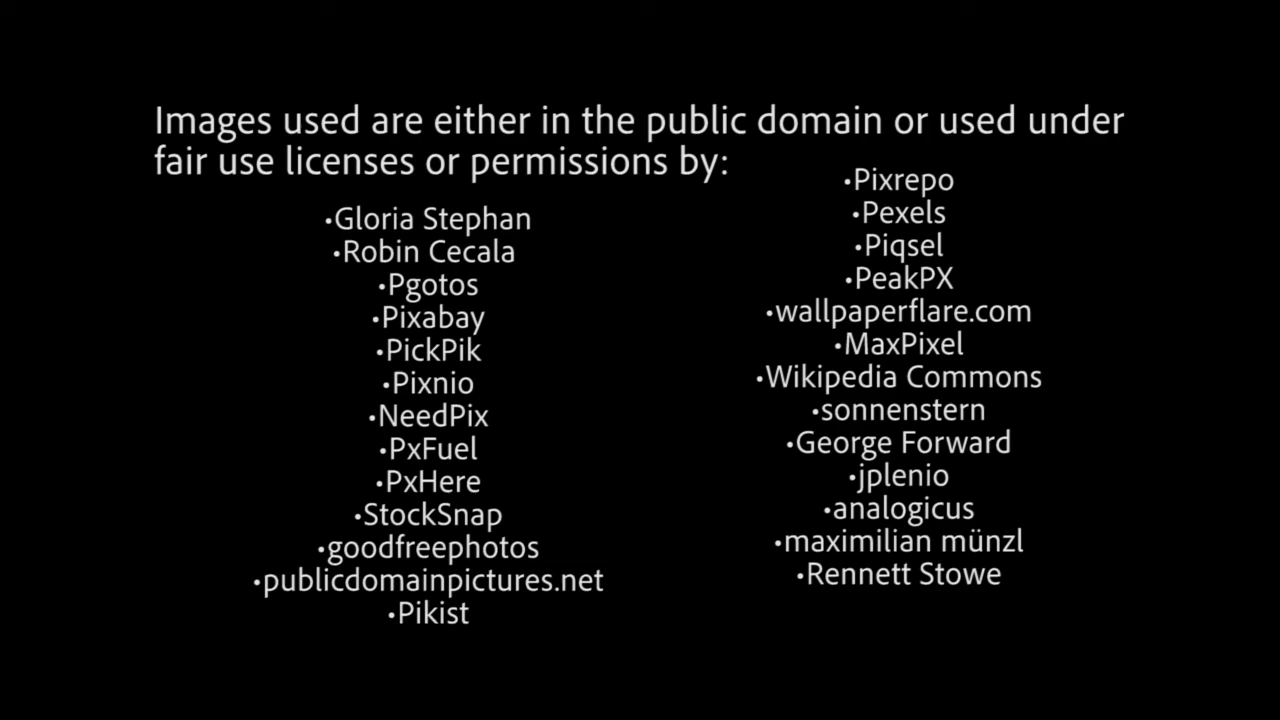 Images used are either in the public domain or used under
fair use licenses or permissions by:
•Gloria Stephan
•Robin Cecala
•Pgotos
•Pixabay
•PickPik
•Pixnio
•NeedPix
•PxFuel
•PxHere
•StockSnap
•goodfreephotos
•publicdomainpictures.net
•Pikist
•Pixrepo
•Pexels
•Piqsel
•PeakPX
•wallpaperflare.com
•MaxPixel
•Wikipedia Commons
•sonnenstern
•George Forward
•jplenio
•analogicus
•maximilian münzl
•Rennett Stowe